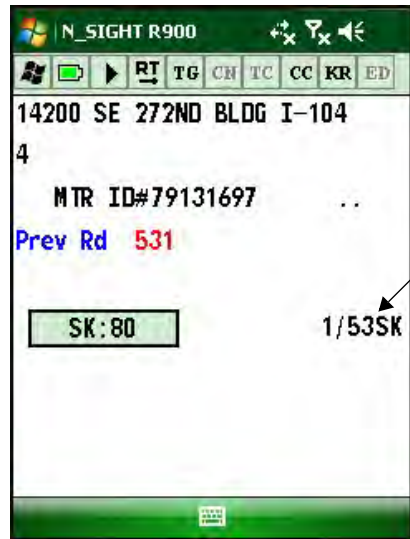 N_SIGHT R900
RT TG CH TC CC KR ED
14200 SE 272ND BLDG I-104
4
MTR ID#79131697 ..
Prev Rd 531
SK:80 1/53SK